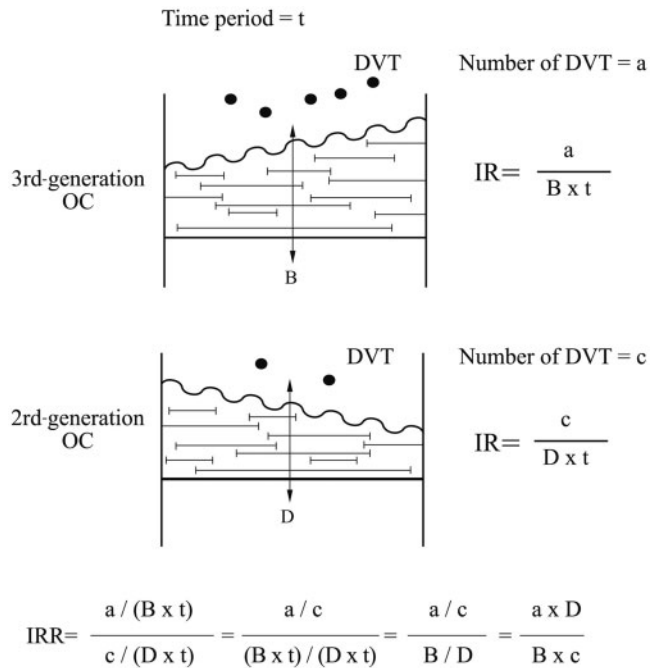 Time period = t
DVT
Number of DVT = a
3rd-generation
OC
IR= a / B x t
B
DVT
Number of DVT = c
2rd-generation
OC
IR= c / D x t
D
IRR= a / (B x t) / c / (D x t) = a / c / (B x t) / (D x t) = a / c / B / D = a x D / B x c